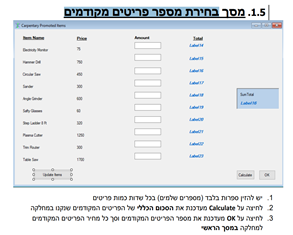 1.5. מסך בחירת מספר פריטים מקודמים
Carpentry Promoted Items
Item Name Price Amount Total
Electricity Monitor 75 Label14
Hammer Drill 760 Label15
Circular Saw 450 Label16
Sander 300 Label17
Angle Grinder 600 Label18
Safty Glasses 60 Label19
Step Ladder 8 ft 320 Label20
Plasma Cutter 1250 Label21
Trim Router 300 Label22
Table Saw 1700 Label23
SumTotal
Label10
Update Items Calculate OK
1. יש להזין ספרות בלבד (מספרים שלמים) בכל שדות כמות פריטים
2. לחיצה על Calculate מעדכנת את הסכום הכללי של הפריטים המקודמים שנקנו במחלקה
3. לחיצה על OK מעדכנת את מספר הפריטים המקודמים וסך כל מחיר הפריטים המקודמים
למחלקה במסך הראשי